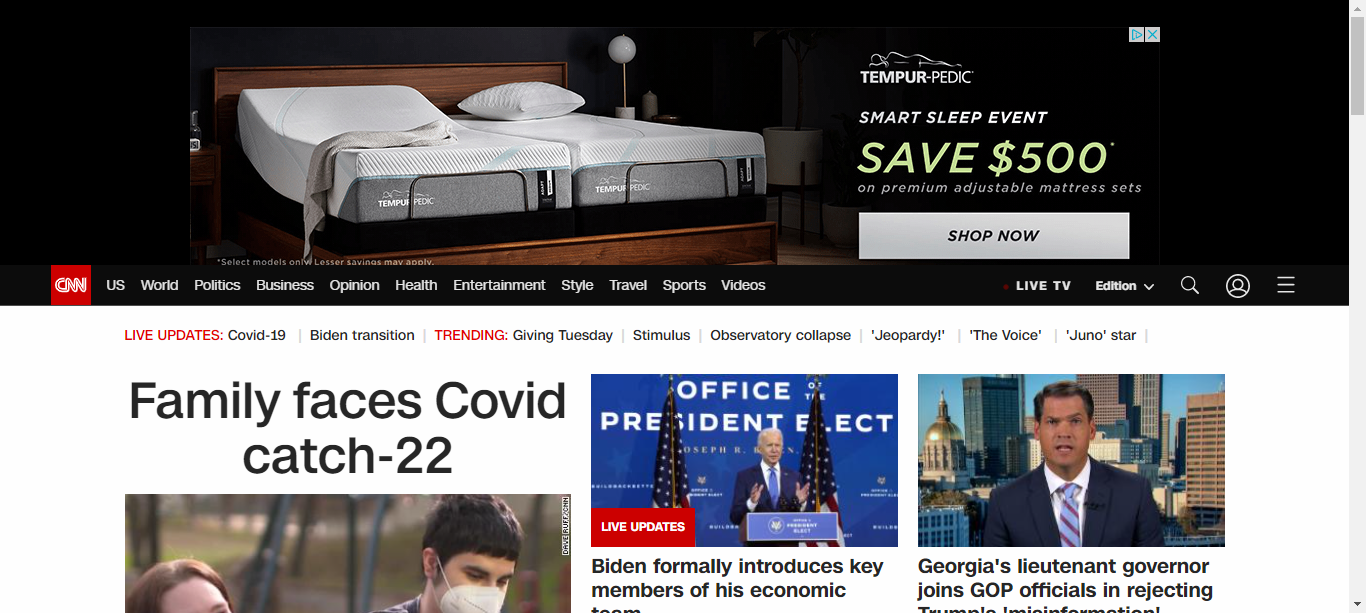 TEMPUR-PEDIC
SMART SLEEP EVENT
SAVE $500*
on premium adjustable mattress sets
SHOP NOW
TEMPUR-PEDIC
TEMPUR-PEDIC
*Select models only. Lesser savings may apply.
CNN US World Politics Business Opinion Health Entertainment Style Travel Sports Videos LIVE TV Edition
LIVE UPDATES: Covid-19 | Biden transition | TRENDING: Giving Tuesday | Stimulus | Observatory collapse | 'Jeopardy!' | 'The Voice' | 'Juno' star |
Family faces Covid
catch-22
DAVE RUFF/CNN
OFFICE OF THE
PRESIDENT ELECT
LIVE UPDATES
Biden formally introduces key
members of his economic
team
Georgia's lieutenant governor
joins GOP officials in rejecting
Trump's 'misinformation'